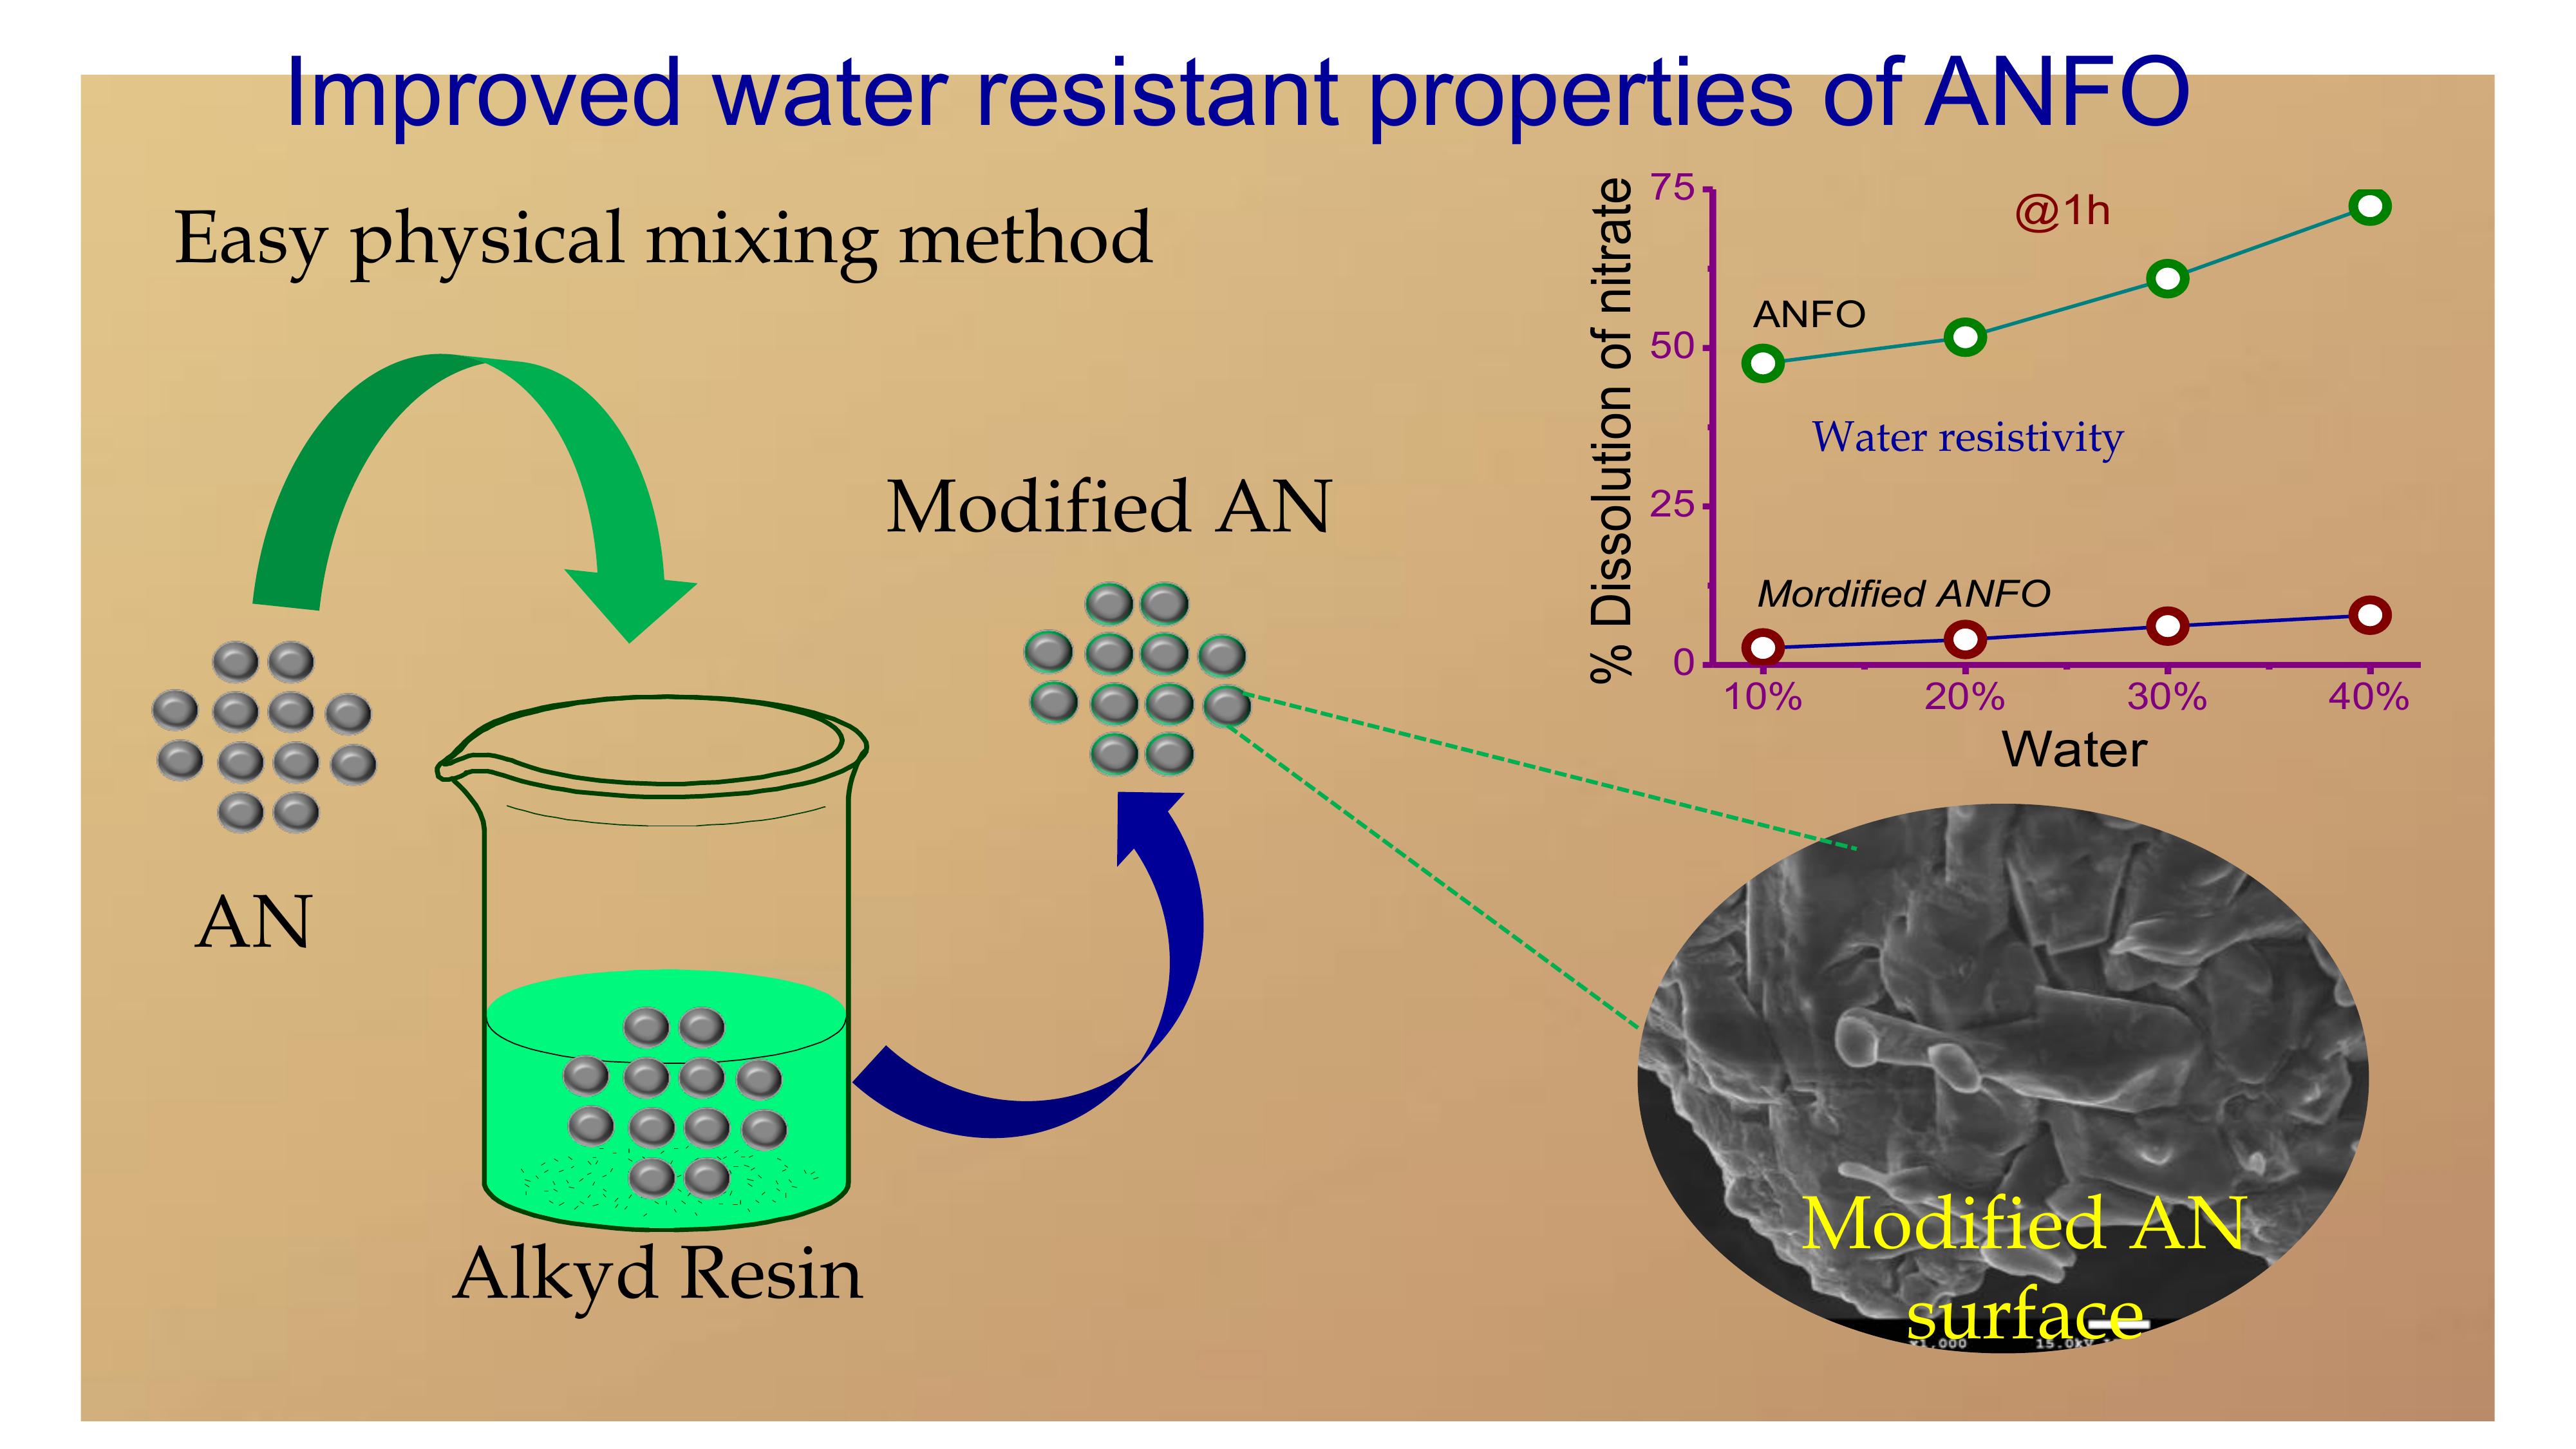 Improved water resistant properties of ANFO
Easy physical mixing method
AN
Alkyd Resin
Modified AN
% Dissolution of nitrate
75
50
25
0
@1h
ANFO
Water resistivity
Mordified ANFO
10% 20% 30% 40%
Water
Modified AN
surface
x1,000 15.0kV